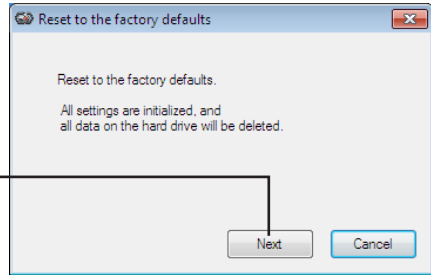 Reset to the factory defaults
Reset to the factory defaults.
All settings are initialized, and
all data on the hard drive will be deleted.
Next Cancel